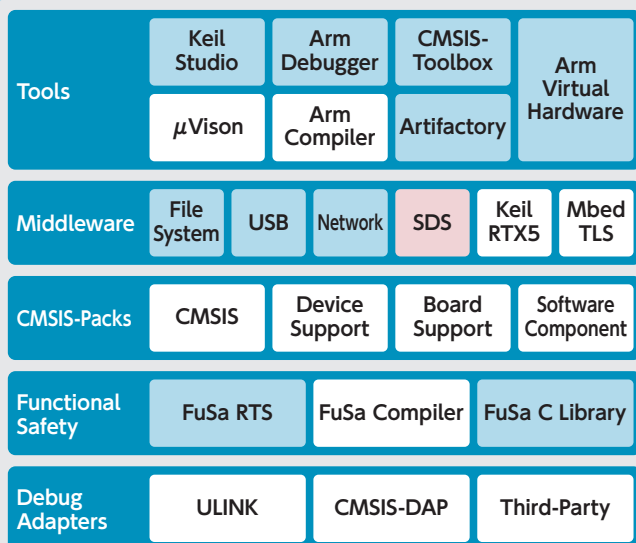 Tools
Keil
Studio
Arm
Debugger
CMSIS-
Toolbox
Arm
Virtual
Hardware
µVison
Arm
Compiler
Artifactory
Middleware
File
System
USB
Network
SDS
Keil
RTX5
Mbed
TLS
CMSIS-Packs
CMSIS
Device
Support
Board
Support
Software
Component
Functional
Safety
FuSa RTS
FuSa Compiler
FuSa C Library
Debug
Adapters
ULINK
CMSIS-DAP
Third-Party